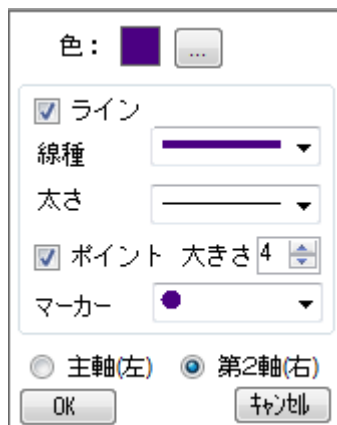 色：
...
ライン
線種
太さ
ポイント 大きさ 4
マーカー
主軸(左) 第2軸(右)
OK ｷｬﾝｾﾙ